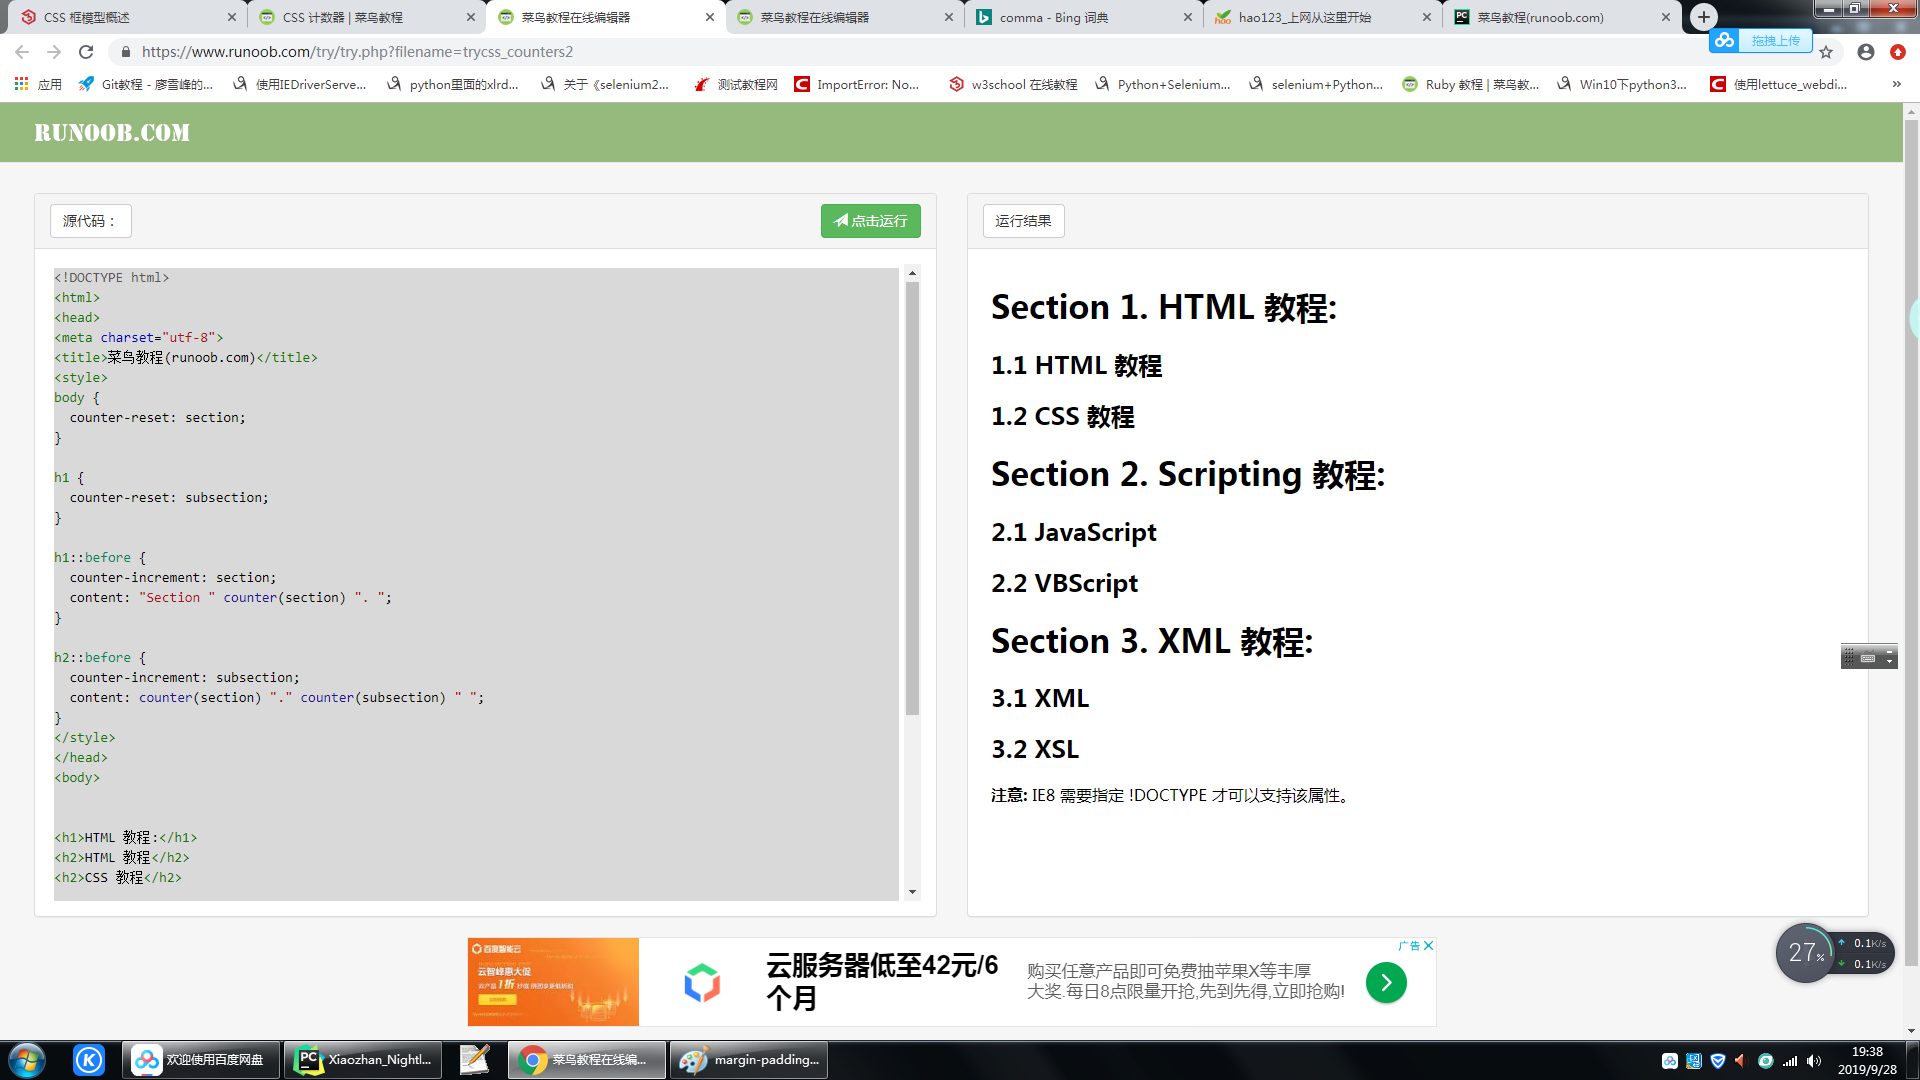 CSS 框模型概述
CSS 计数器 | 菜鸟教程
菜鸟教程在线编辑器
菜鸟教程在线编辑器
comma - Bing 词典
hao123_上网从这里开始
菜鸟教程(runoob.com)
https://www.runoob.com/try/try.php?filename=trycss_counters2
拖拽上传
应用
Git教程 - 廖雪峰的...
使用IEDriverServe...
python里面的xlrd...
关于《selenium2...
测试教程网
ImportError: No...
w3school 在线教程
Python+Selenium...
selenium+Python...
Ruby 教程 | 菜鸟教...
Win10下python3...
使用lettuce_webdi...
RUNOOB.COM
源代码：
点击运行
<!DOCTYPE html>
<html>
<head>
<meta charset="utf-8">
<title>菜鸟教程(runoob.com)</title>
<style>
body {
  counter-reset: section;
}
h1 {
  counter-reset: subsection;
}
h1::before {
  counter-increment: section;
  content: "Section " counter(section) ". ";
}
h2::before {
  counter-increment: subsection;
  content: counter(section) "." counter(subsection) " ";
}
</style>
</head>
<body>
<h1>HTML 教程:</h1>
<h2>HTML 教程</h2>
<h2>CSS 教程</h2>
运行结果
Section 1. HTML 教程:
1.1 HTML 教程
1.2 CSS 教程
Section 2. Scripting 教程:
2.1 JavaScript
2.2 VBScript
Section 3. XML 教程:
3.1 XML
3.2 XSL
注意: IE8 需要指定 !DOCTYPE 才可以支持该属性。
百度智能云
云智峰惠大促
云服务器低至42元/6
个月
购买任意产品即可免费抽苹果X等丰厚
大奖.每日8点限量开抢,先到先得,立即抢购!
广告
27%
0.1K/s
0.1K/s
欢迎使用百度网盘
Xiaozhan_Nightl...
菜鸟教程在线编...
margin-padding...
19:38
2019/9/28